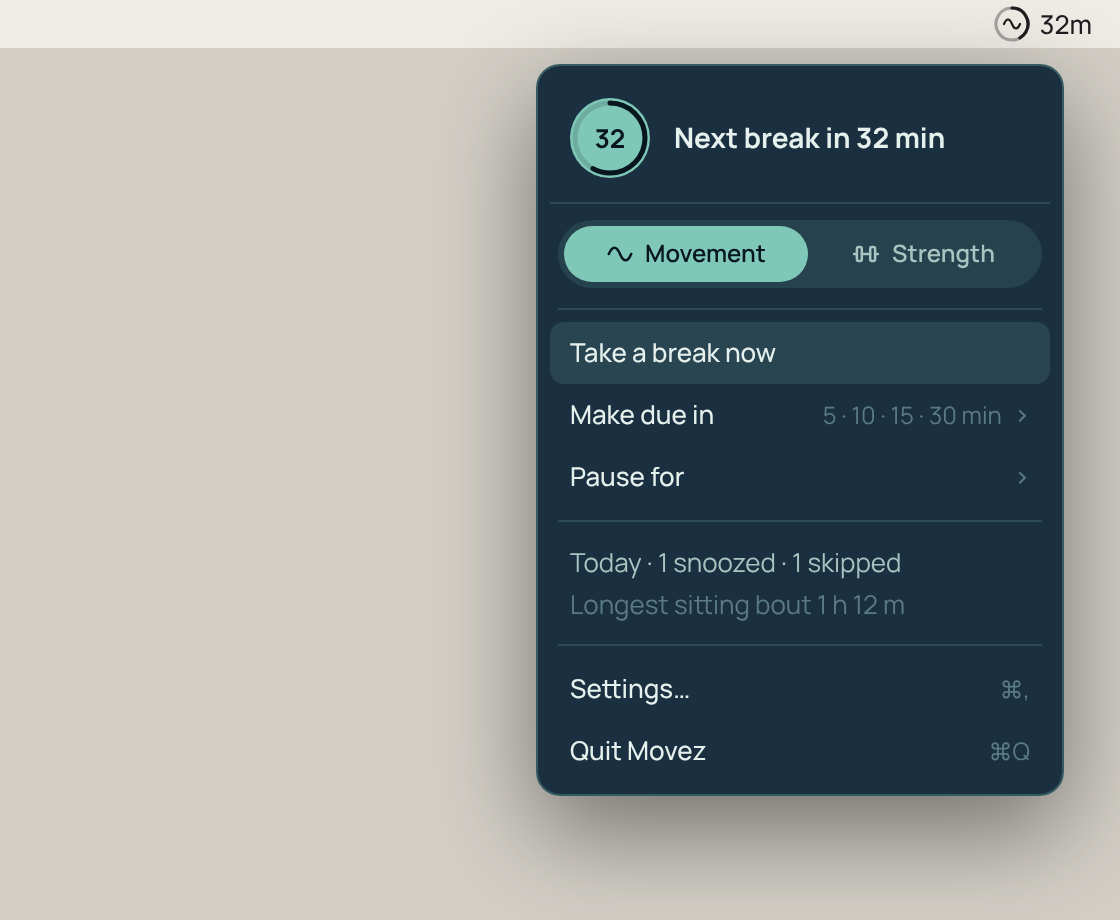 32m
32 Next break in 32 min
Movement Strength
Take a break now
Make due in 5 · 10 · 15 · 30 min
Pause for
Today · 1 snoozed · 1 skipped
Longest sitting bout 1 h 12 m
Settings… ⌘,
Quit Movez ⌘Q